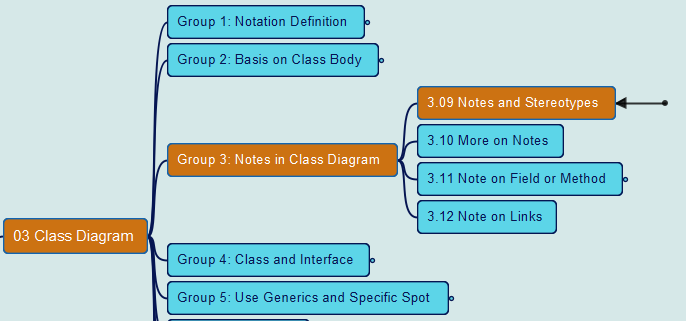 Group 1: Notation Definition
Group 2: Basis on Class Body
3.09 Notes and Stereotypes
3.10 More on Notes
Group 3: Notes in Class Diagram
3.11 Note on Field or Method
3.12 Note on Links
03 Class Diagram
Group 4: Class and Interface
Group 5: Use Generics and Specific Spot